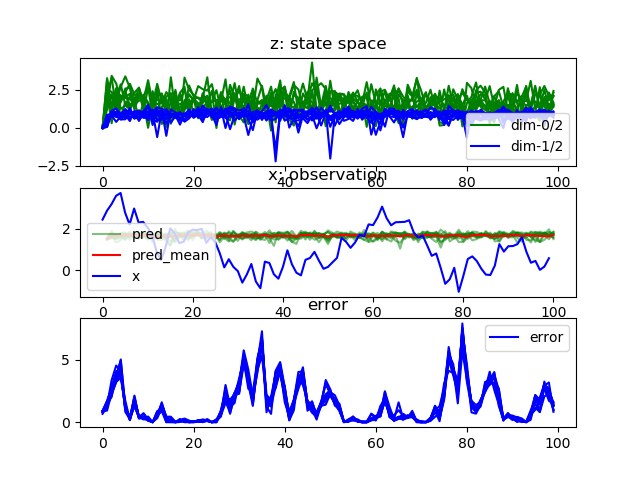 z: state space
2.5
0.0
−2.5
dim-0/2
dim-1/2
0 20 40 60 80 100
x: observation
2
0
pred
pred_mean
x
0 20 40 60 80 100
error
5
0
error
0 20 40 60 80 100